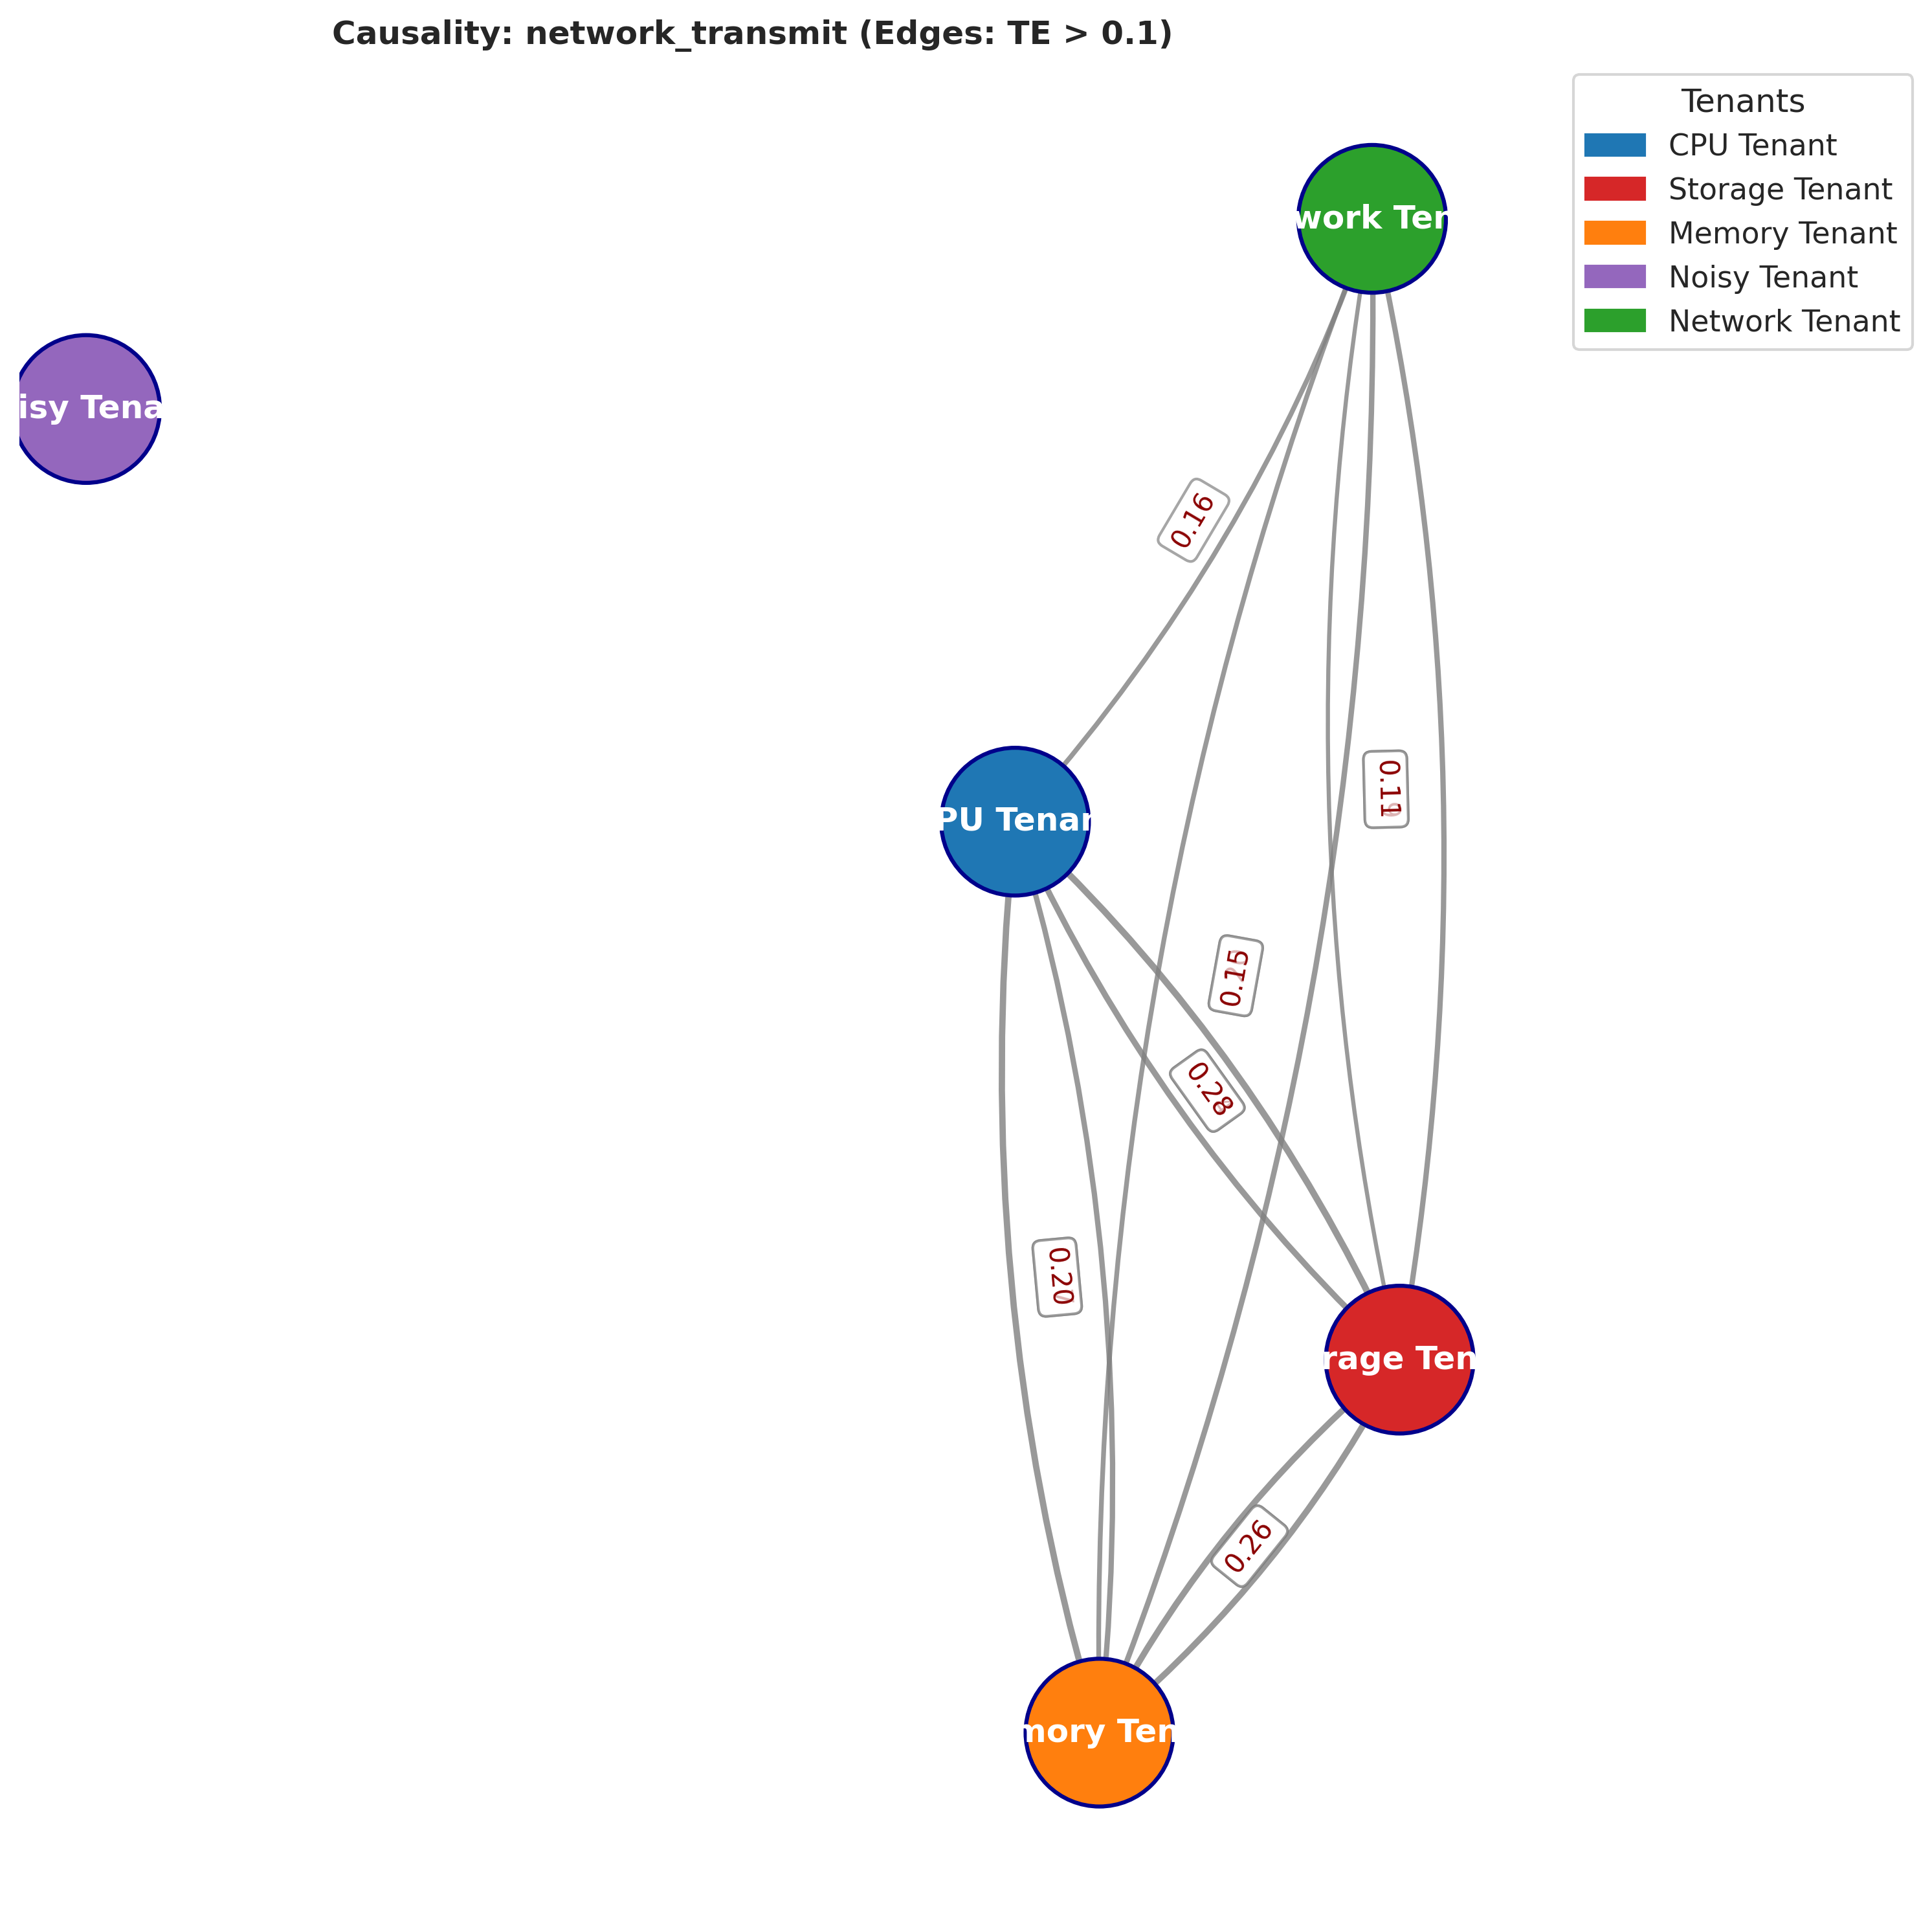 Causality: network_transmit (Edges: TE > 0.1)
Tenants
CPU Tenant
Storage Tenant
Memory Tenant
Noisy Tenant
Network Tenant
work Ten
isy Tena
0.16
0.11
PU Tenan
0.15
0.28
0.20
rage Ten
0.26
mory Ten